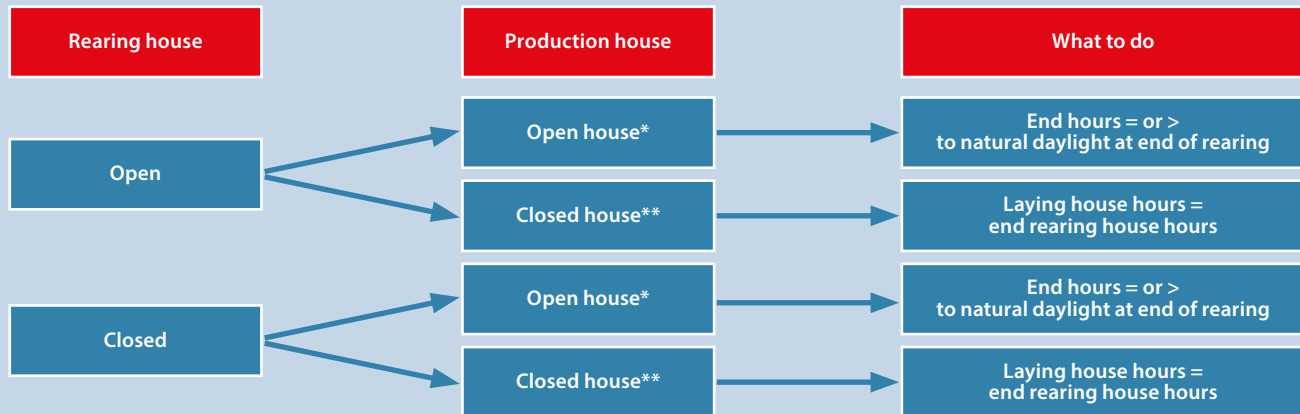 Rearing house
Production house
What to do
Open
Open house*
End hours = or >
to natural daylight at end of rearing
Closed house**
Laying house hours =
end rearing house hours
Closed
Open house*
End hours = or >
to natural daylight at end of rearing
Closed house**
Laying house hours =
end rearing house hours